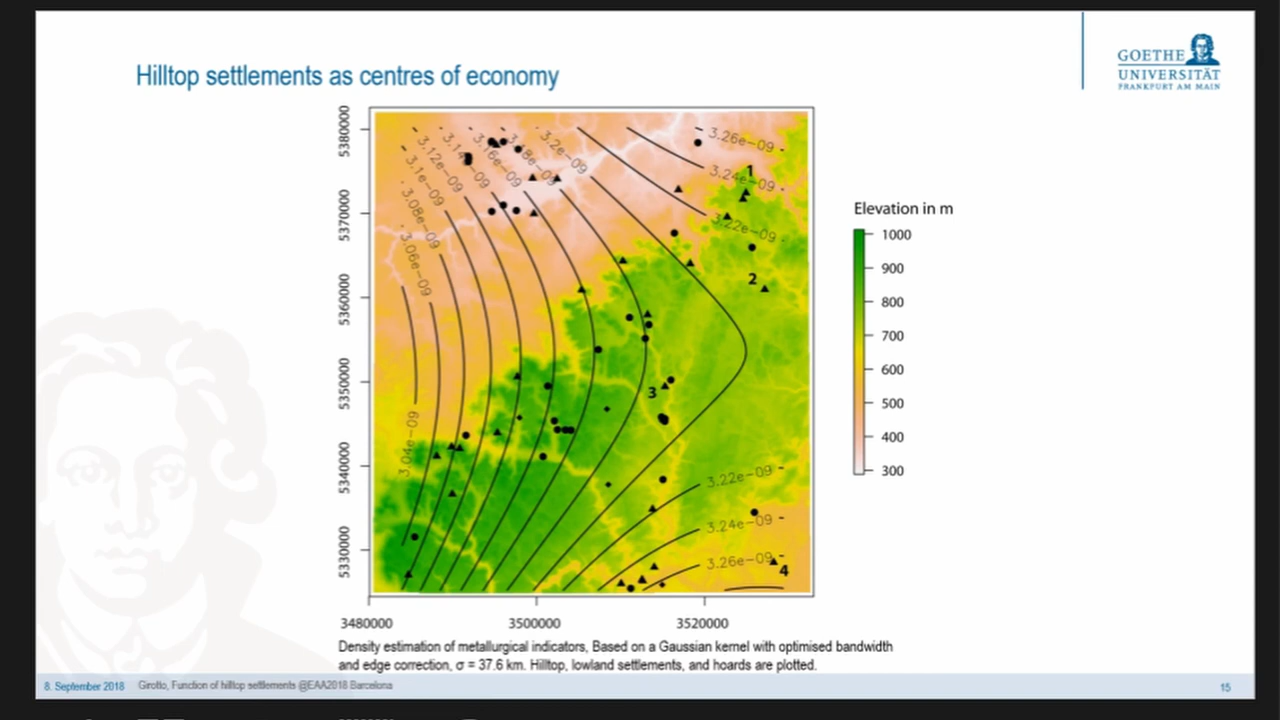 Hilltop settlements as centres of economy
GOETHE
UNIVERSITÄT
FRANKFURT AM MAIN
5380000
5370000
5360000
5350000
5340000
5330000
3480000 3500000 3520000
3.12e-09
3.2e-09
3.26e-09
3.1e-09
3.24e-09
3.08e-09
3.22e-09
3.06e-09
3.04e-09
3.22e-09
3.24e-09
3.26e-09
1
2
3
4
Elevation in m
1000
900
800
700
600
500
400
300
Density estimation of metallurgical indicators, Based on a Gaussian kernel with optimised bandwidth
and edge correction, σ = 37.6 km. Hilltop, lowland settlements, and hoards are plotted.
8. September 2018 Girotto, Function of hilltop settlements @EAA2018 Barcelona 15